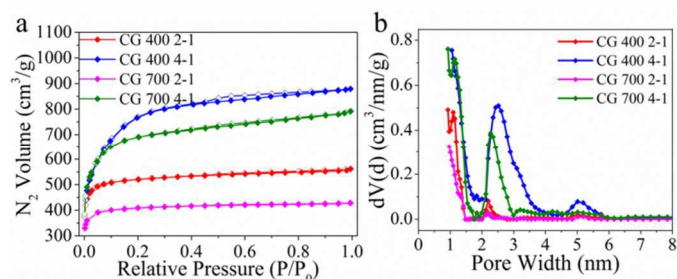 a
1100
1000
900
800
700
600
500
400
300
N₂ Volume (cm³/g)
CG 400 2-1
CG 400 4-1
CG 700 2-1
CG 700 4-1
0.0 0.2 0.4 0.6 0.8 1.0
Relative Pressure (P/P₀)
b
0.8
0.6
0.4
0.2
0.0
dV(d) (cm³/nm/g)
CG 400 2-1
CG 400 4-1
CG 700 2-1
CG 700 4-1
0 1 2 3 4 5 6 7 8
Pore Width (nm)